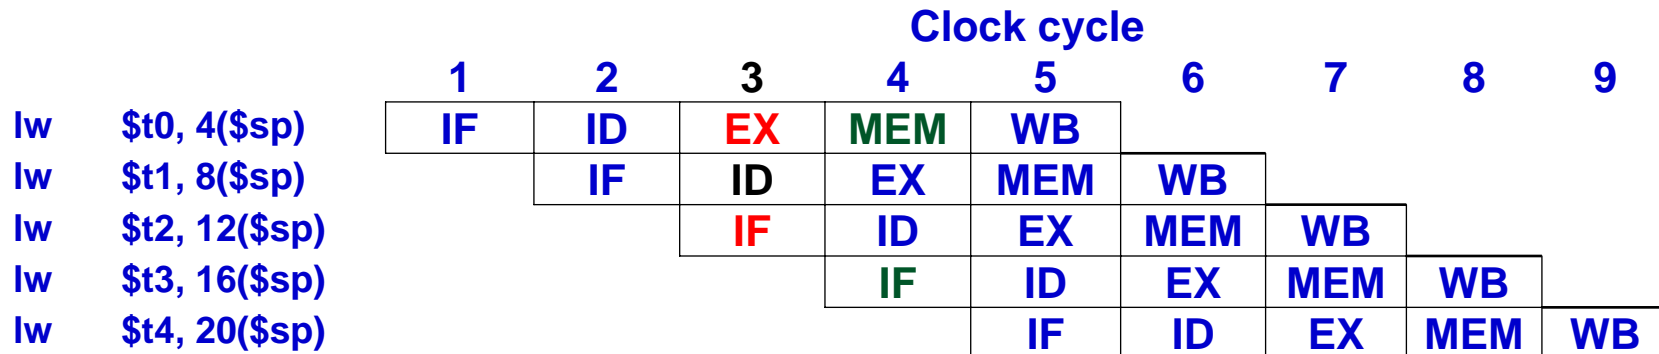 Clock cycle
1 2 3 4 5 6 7 8 9
lw $t0, 4($sp) IF ID EX MEM WB
lw $t1, 8($sp) IF ID EX MEM WB
lw $t2, 12($sp) IF ID EX MEM WB
lw $t3, 16($sp) IF ID EX MEM WB
lw $t4, 20($sp) IF ID EX MEM WB